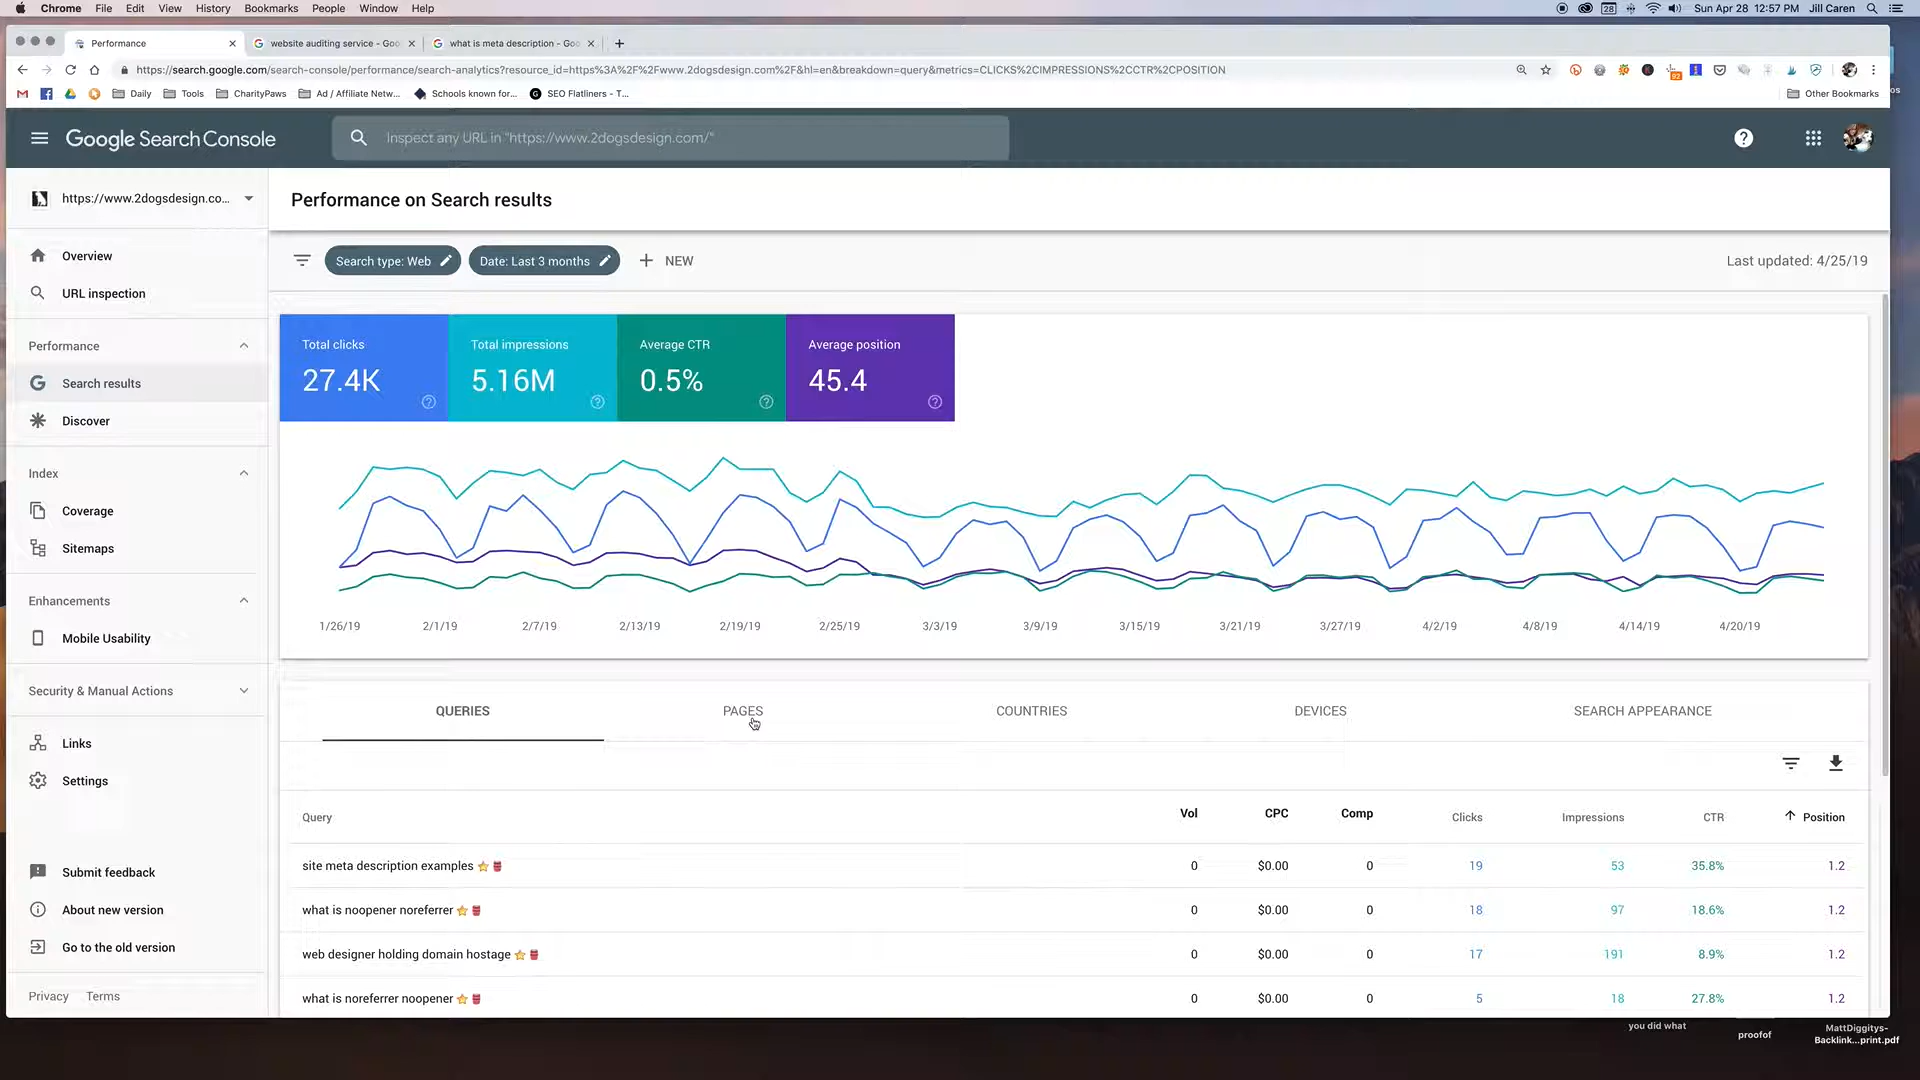 Chrome File Edit View History Bookmarks People Window Help
28 Sun Apr 28 12:57 PM Jill Caren
Performance
website auditing service - Goo
what is meta description - Goo
https://search.google.com/search-console/performance/search-analytics?resource_id=https%3A%2F%2Fwww.2dogsdesign.com%2F&hl=en&breakdown=query&metrics=CLICKS%2CIMPRESSIONS%2CCTR%2CPOSITION
92
Daily Tools CharityPaws Ad / Affiliate Netw... Schools known for... SEO Flatliners - T... Other Bookmarks
Google Search Console
Inspect any URL in "https://www.2dogsdesign.com/"
https://www.2dogsdesign.co...
Overview
URL inspection
Performance
Search results
Discover
Index
Coverage
Sitemaps
Enhancements
Mobile Usability
Security & Manual Actions
Links
Settings
Submit feedback
About new version
Go to the old version
Privacy Terms
Performance on Search results
Search type: Web
Date: Last 3 months
NEW
Last updated: 4/25/19
Total clicks
27.4K
Total impressions
5.16M
Average CTR
0.5%
Average position
45.4
1/26/19 2/1/19 2/7/19 2/13/19 2/19/19 2/25/19 3/3/19 3/9/19 3/15/19 3/21/19 3/27/19 4/2/19 4/8/19 4/14/19 4/20/19
QUERIES PAGES COUNTRIES DEVICES SEARCH APPEARANCE
Query Vol CPC Comp Clicks Impressions CTR Position
site meta description examples 0 $0.00 0 19 53 35.8% 1.2
what is noopener noreferrer 0 $0.00 0 18 97 18.6% 1.2
web designer holding domain hostage 0 $0.00 0 17 191 8.9% 1.2
what is noreferrer noopener 0 $0.00 0 5 18 27.8% 1.2
you did what
proofof
MattDiggitys-
Backlink...print.pdf